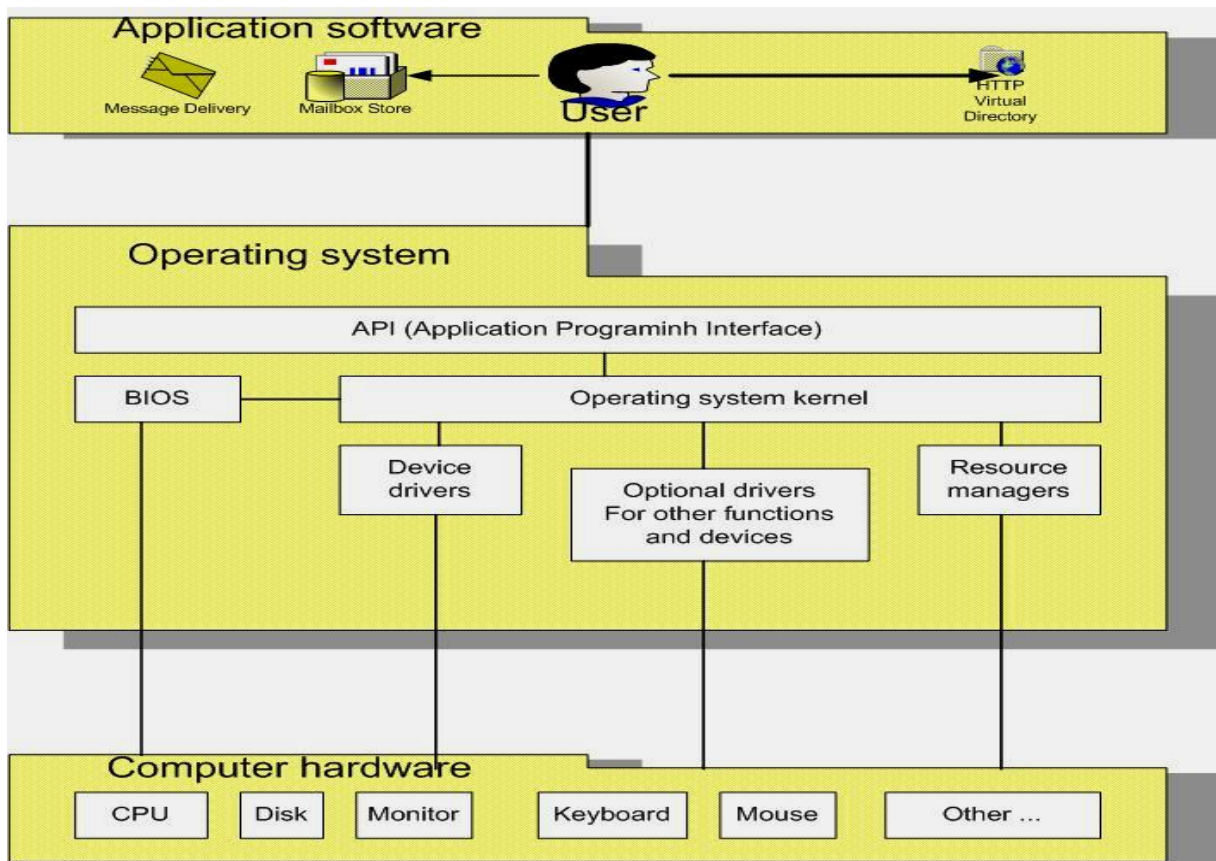 Application software
Message Delivery
Mailbox Store
User
HTTP
Virtual
Directory
Operating system
API (Application Programinh Interface)
BIOS
Operating system kernel
Device
drivers
Optional drivers
For other functions
and devices
Resource
managers
Computer hardware
CPU
Disk
Monitor
Keyboard
Mouse
Other ...